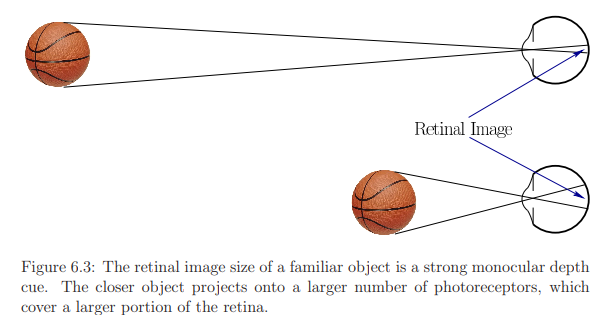 Retinal Image
Figure 6.3: The retinal image size of a familiar object is a strong monocular depth
cue. The closer object projects onto a larger number of photoreceptors, which
cover a larger portion of the retina.